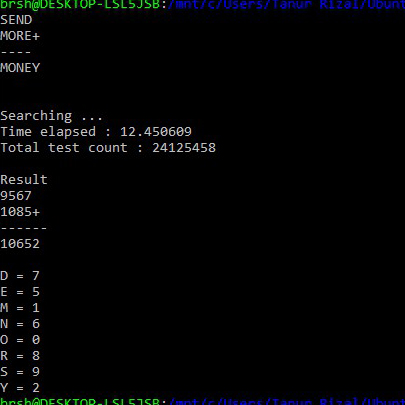 brsh@DESKTOP-LSL5JSB:/mnt/c/Users/Tanur Rizal/Ubunt
SEND
MORE+
----
MONEY
Searching ...
Time elapsed : 12.450609
Total test count : 24125458
Result
9567
1085+
------
10652
D = 7
E = 5
M = 1
N = 6
O = 0
R = 8
S = 9
Y = 2
brsh@DESKTOP-LSL5JSB:/mnt/c/Users/Tanur Rizal/Ubunt